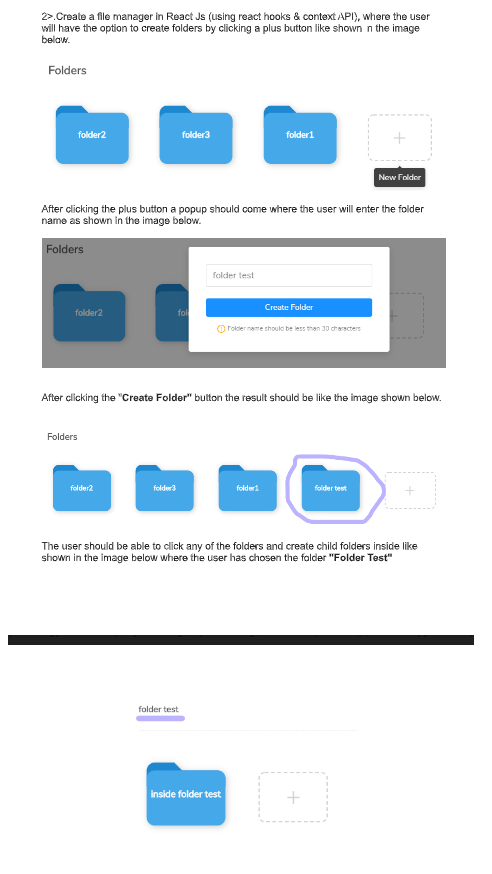 2>.Create a file manager in React Js (using react hooks & context API), where the user
will have the option to create folders by clicking a plus button like shown in the image
below.
Folders
folder2
folder3
folder1
New Folder
After clicking the plus button a popup should come where the user will enter the folder
name as shown in the image below.
Folders
folder test
folder2
Create Folder
Folder name should be less than 30 characters
After clicking the "Create Folder" button the result should be like the image shown below.
Folders
folder2
folder3
folder1
folder test
The user should be able to click any of the folders and create child folders inside like
shown in the image below where the user has chosen the folder "Folder Test"
folder test
inside folder test